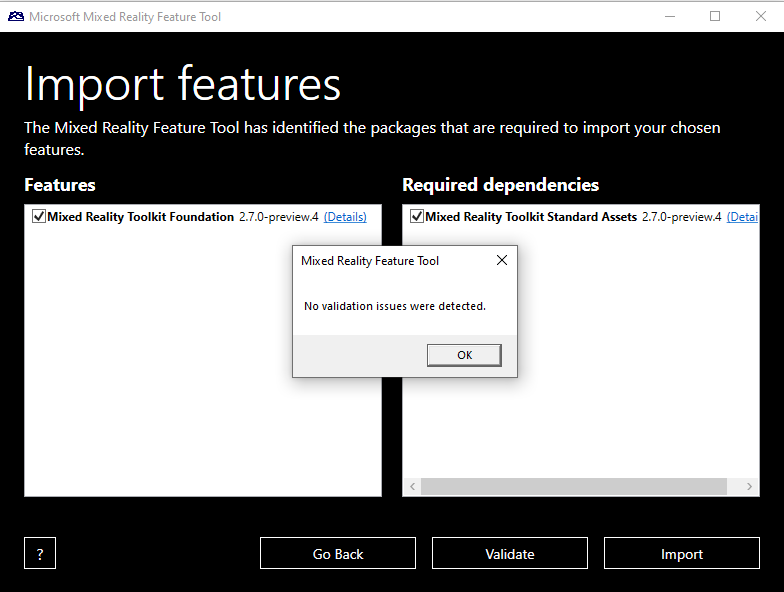 Microsoft Mixed Reality Feature Tool
Import features
The Mixed Reality Feature Tool has identified the packages that are required to import your chosen
features.
Features
Required dependencies
Mixed Reality Toolkit Foundation 2.7.0-preview.4 (Details)
Mixed Reality Toolkit Standard Assets 2.7.0-preview.4 (Detai
Mixed Reality Feature Tool
No validation issues were detected.
OK
?
Go Back
Validate
Import